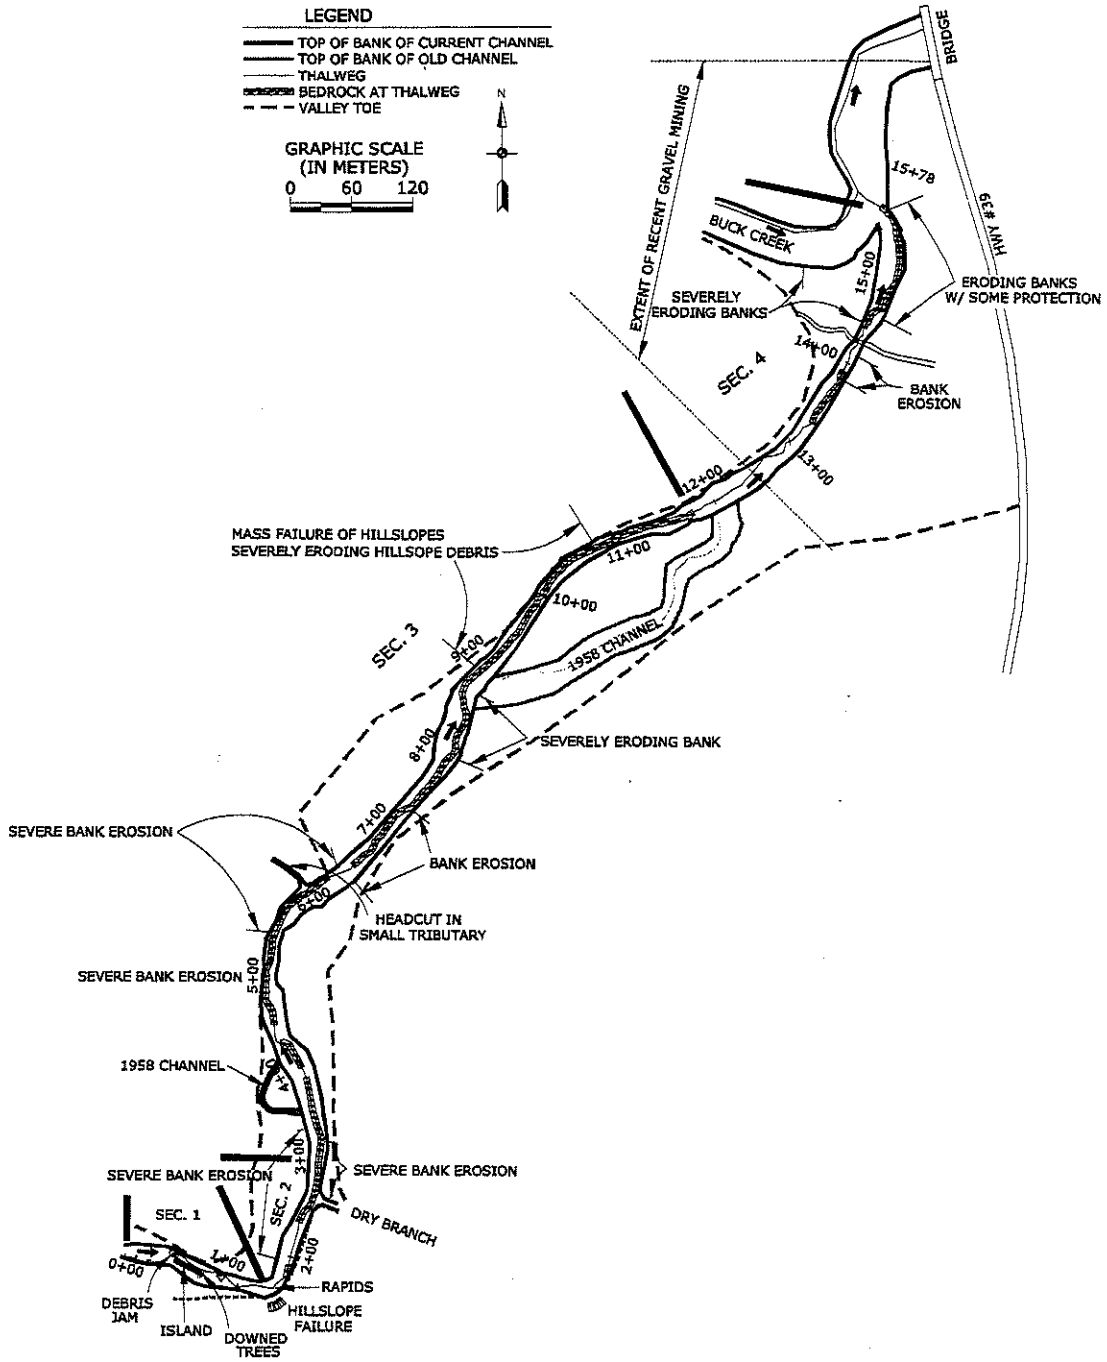 LEGEND
TOP OF BANK OF CURRENT CHANNEL
TOP OF BANK OF OLD CHANNEL
THALWEG
BEDROCK AT THALWEG
VALLEY TOE
N
GRAPHIC SCALE
(IN METERS)
0 60 120
BRIDGE
EXTENT OF RECENT GRAVEL MINING
15+78
HWY #39
BUCK CREEK
15+00
SEVERELY
ERODING BANKS
ERODING BANKS
W/ SOME PROTECTION
14+00
SEC. 4
BANK
EROSION
13+00
12+00
MASS FAILURE OF HILLSLOPES
SEVERELY ERODING HILLSOPE DEBRIS
11+00
10+00
SEC. 3
9+00
1958 CHANNEL
8+00
SEVERELY ERODING BANK
7+00
SEVERE BANK EROSION
BANK EROSION
6+00
HEADCUT IN
SMALL TRIBUTARY
SEVERE BANK EROSION
5+00
1958 CHANNEL
4+00
3+00
SEVERE BANK EROSION
SEVERE BANK EROSION
SEC. 2
SEC. 1
DRY BRANCH
1+00
2+00
0+00
RAPIDS
DEBRIS
JAM
ISLAND
DOWNED
TREES
HILLSLOPE
FAILURE